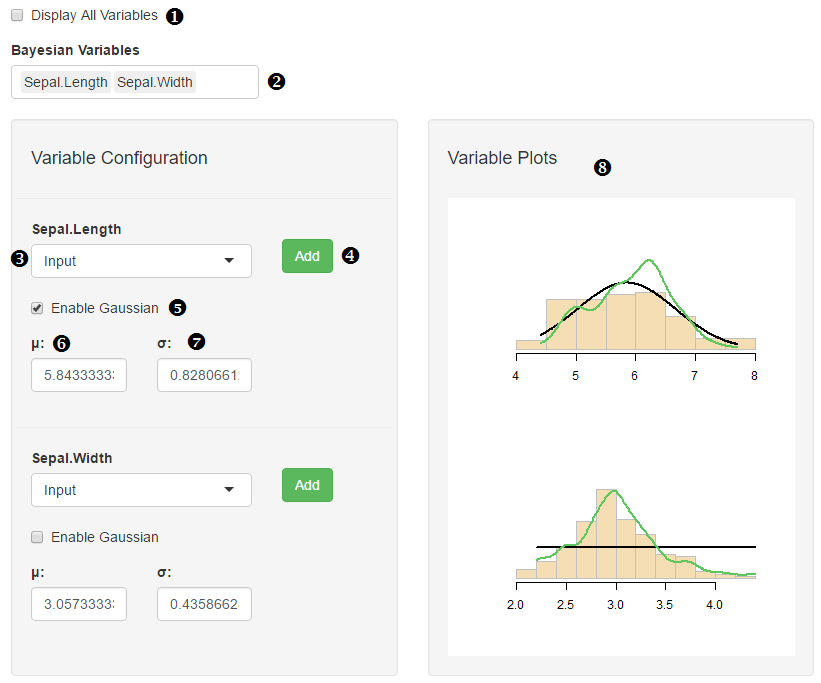 Display All Variables ❶
Bayesian Variables
Sepal.Length Sepal.Width ❷
Variable Configuration
Sepal.Length
❸ Input Add ❹
Enable Gaussian ❺
μ: ❻ σ: ❼
5.84333333 0.8280661
Sepal.Width
Input Add
Enable Gaussian
μ: σ:
3.05733333 0.4358662
Variable Plots ❽
4 5 6 7 8
2.0 2.5 3.0 3.5 4.0